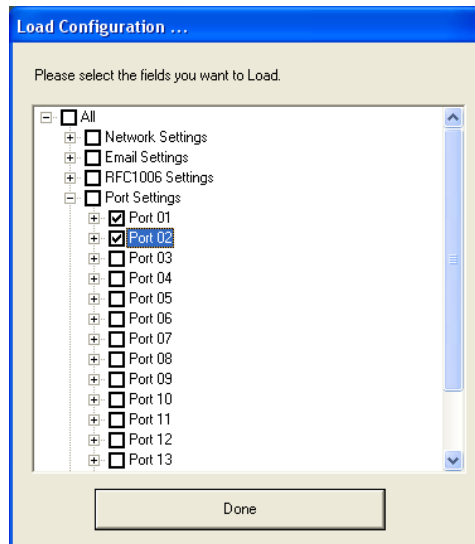 Load Configuration ...
Please select the fields you want to Load.
All
Network Settings
Email Settings
RFC1006 Settings
Port Settings
Port 01
Port 02
Port 03
Port 04
Port 05
Port 06
Port 07
Port 08
Port 09
Port 10
Port 11
Port 12
Port 13
Done